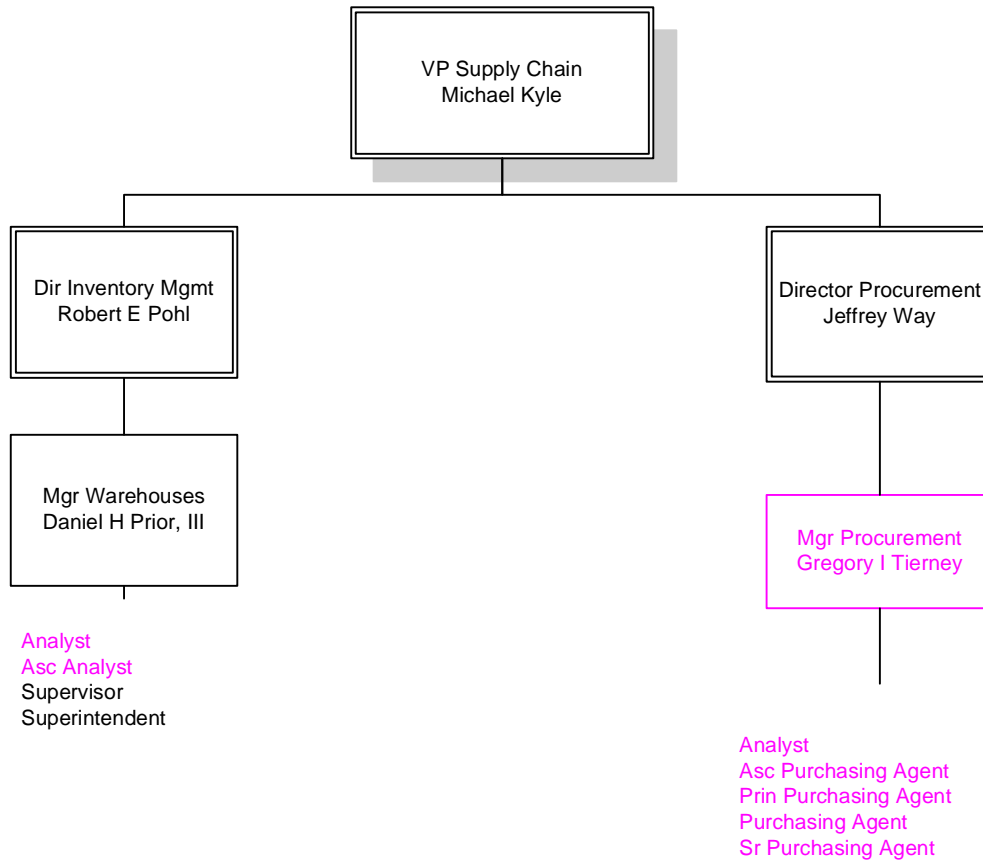 VP Supply Chain
Michael Kyle
Dir Inventory Mgmt
Robert E Pohl
Director Procurement
Jeffrey Way
Mgr Warehouses
Daniel H Prior, III
Mgr Procurement
Gregory I Tierney
Analyst
Asc Analyst
Supervisor
Superintendent
Analyst
Asc Purchasing Agent
Prin Purchasing Agent
Purchasing Agent
Sr Purchasing Agent